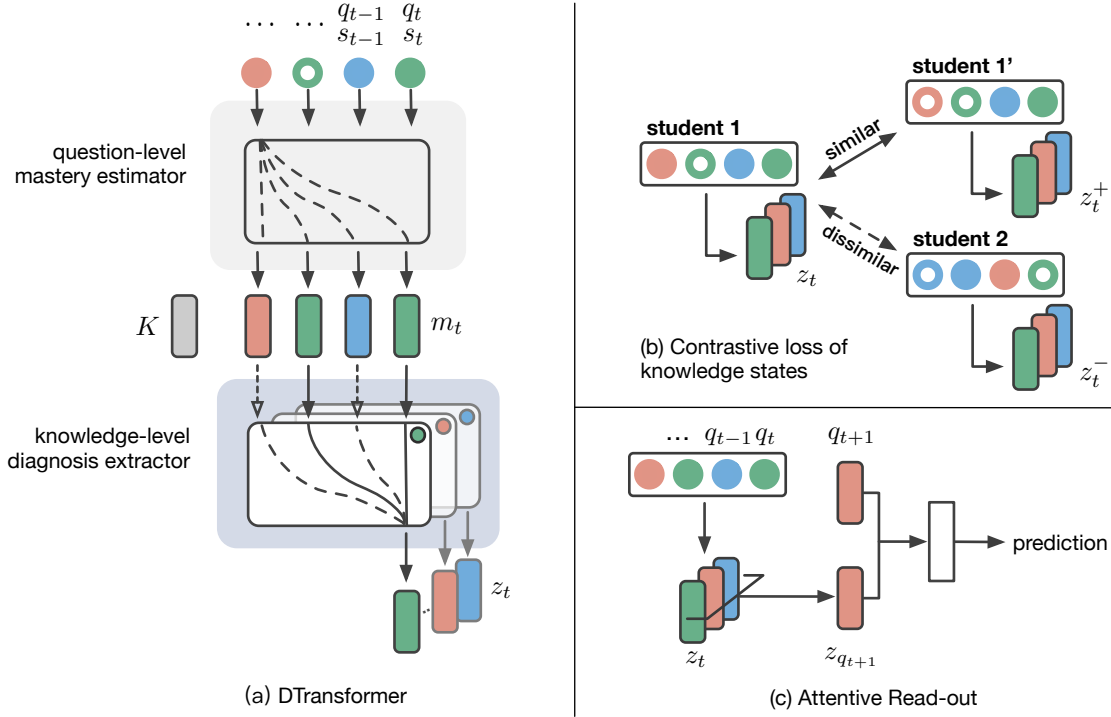 ... ... q_{t-1} q_t
s_{t-1} s_t
question-level
mastery estimator
K
m_t
knowledge-level
diagnosis extractor
z_t
(a) DTransformer
student 1'
student 1
similar
z_t^+
dissimilar
student 2
z_t
(b) Contrastive loss of
knowledge states
z_t^-
... q_{t-1} q_t
q_{t+1}
prediction
z_t
z_{q_{t+1}}
(c) Attentive Read-out